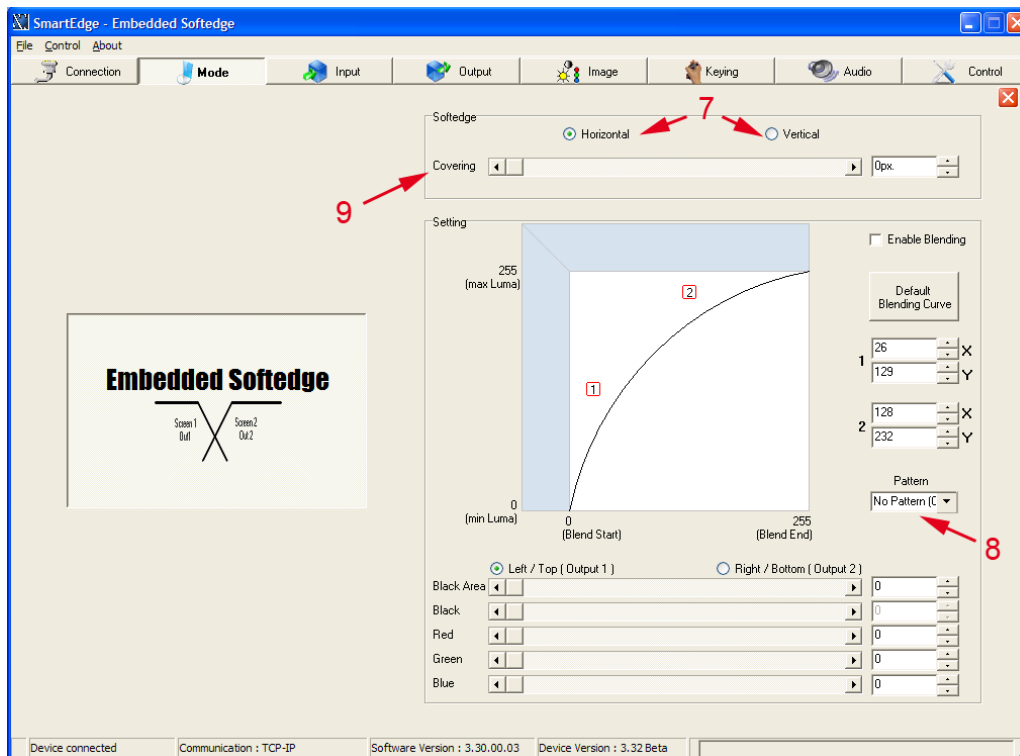 SmartEdge - Embedded Softedge
File Control About
Connection Mode Input Output Image Keying Audio Control
Softedge
7
Horizontal Vertical
Covering 0px.
9
Setting
Enable Blending
255
(max Luma)
2
Default
Blending Curve
1
1 26 X
129 Y
2 128 X
232 Y
Embedded Softedge
Screen 1 Screen 2
Out1 Out 2
Pattern
No Pattern (0
0
(min Luma)
0 255
(Blend Start) (Blend End)
8
Left / Top ( Output 1 ) Right / Bottom ( Output 2 )
Black Area 0
Black 0
Red 0
Green 0
Blue 0
Device connected Communication : TCP-IP Software Version : 3.30.00.03 Device Version : 3.32 Beta